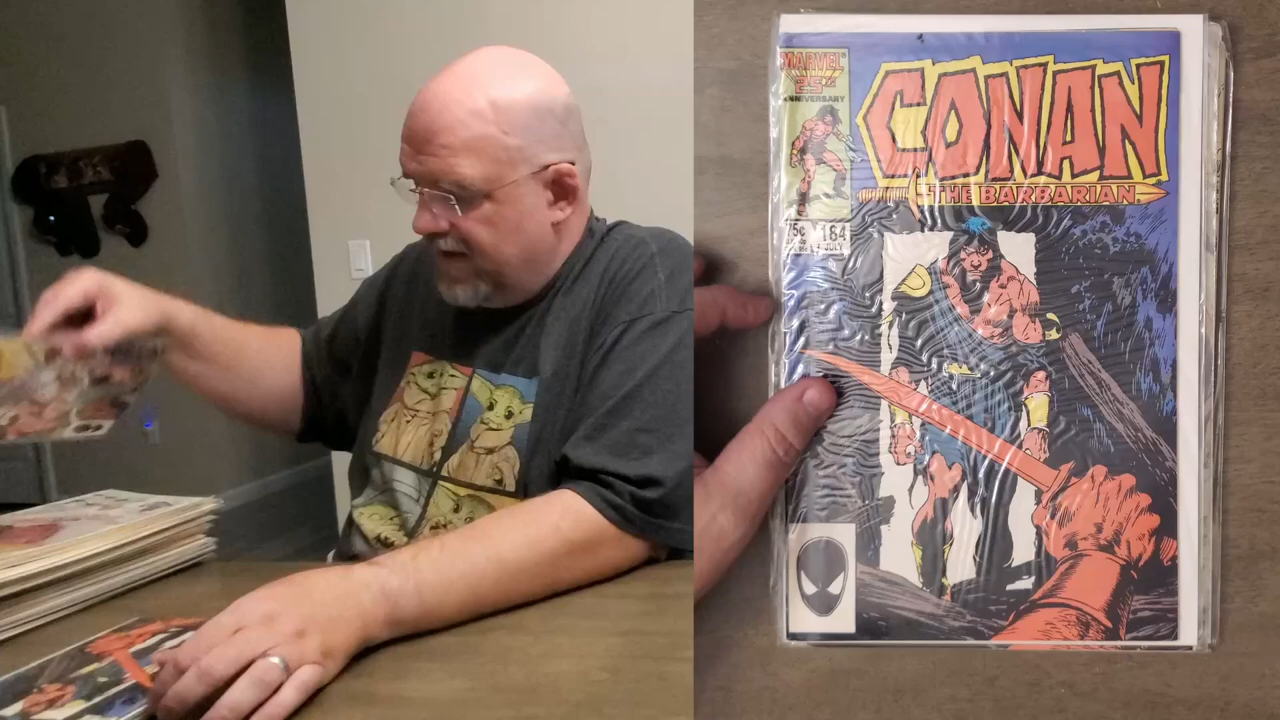 MARVEL
25TH
ANNIVERSARY
CONAN
THE BARBARIAN
75¢ 184
JULY